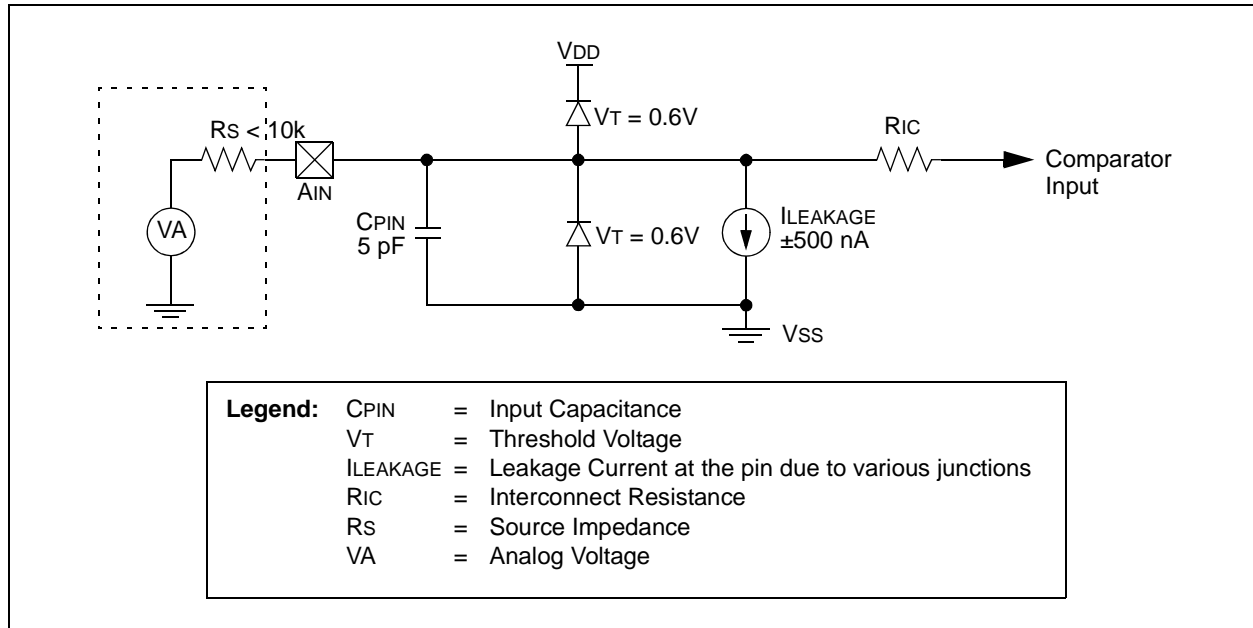 VDD
VT = 0.6V
RS < 10k
RIC
AIN
Comparator
Input
VA
CPIN
5 pF
VT = 0.6V
ILEAKAGE
±500 nA
VSS
Legend: CPIN = Input Capacitance
VT = Threshold Voltage
ILEAKAGE = Leakage Current at the pin due to various junctions
RIC = Interconnect Resistance
RS = Source Impedance
VA = Analog Voltage